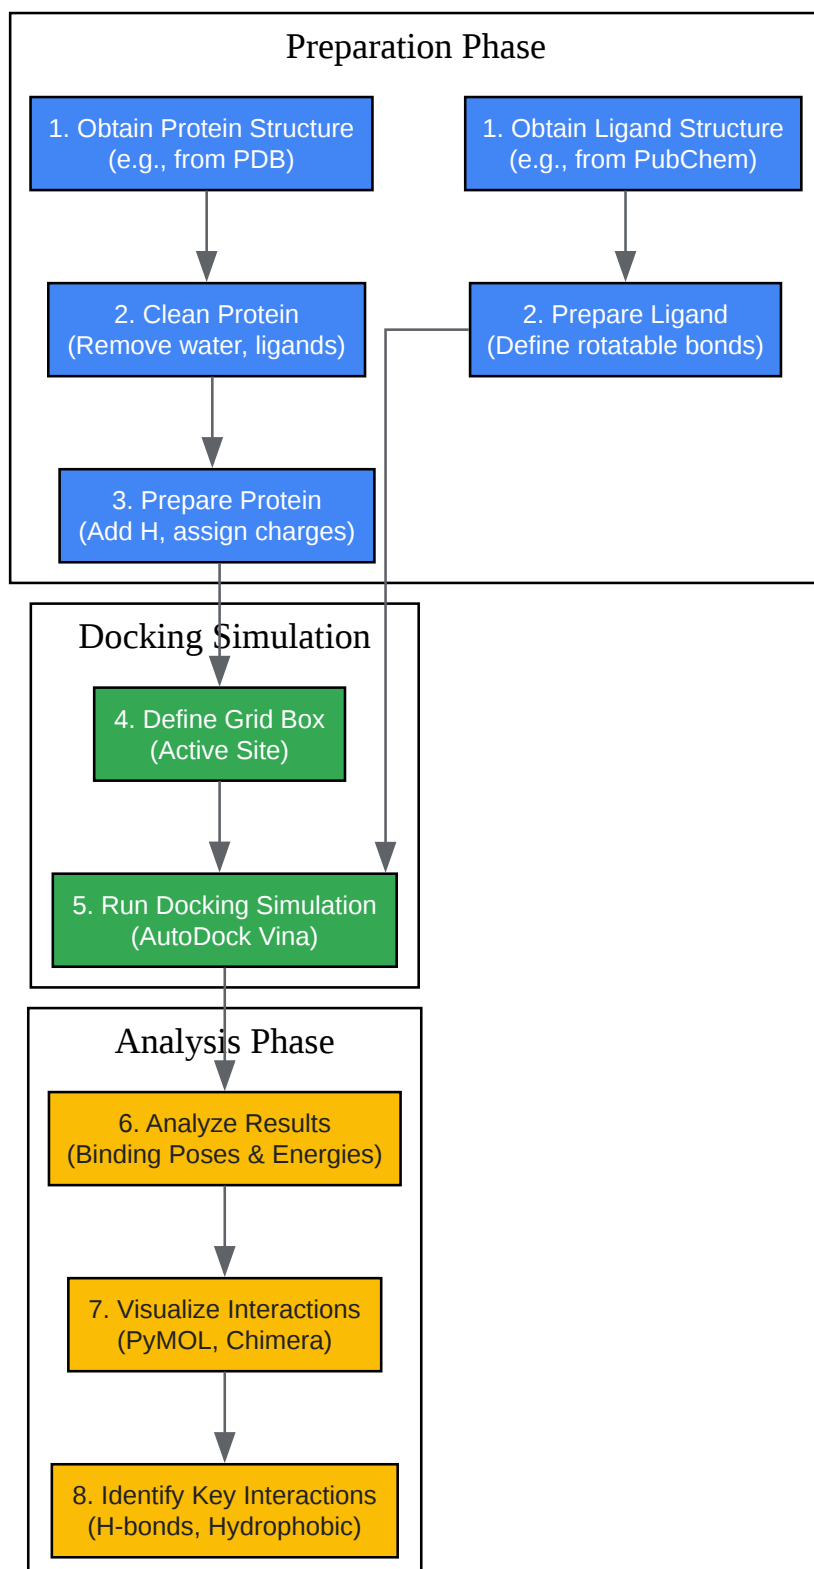 Preparation Phase
1. Obtain Protein Structure
(e.g., from PDB)
1. Obtain Ligand Structure
(e.g., from PubChem)
2. Clean Protein
(Remove water, ligands)
2. Prepare Ligand
(Define rotatable bonds)
3. Prepare Protein
(Add H, assign charges)
Docking Simulation
4. Define Grid Box
(Active Site)
5. Run Docking Simulation
(AutoDock Vina)
Analysis Phase
6. Analyze Results
(Binding Poses & Energies)
7. Visualize Interactions
(PyMOL, Chimera)
8. Identify Key Interactions
(H-bonds, Hydrophobic)